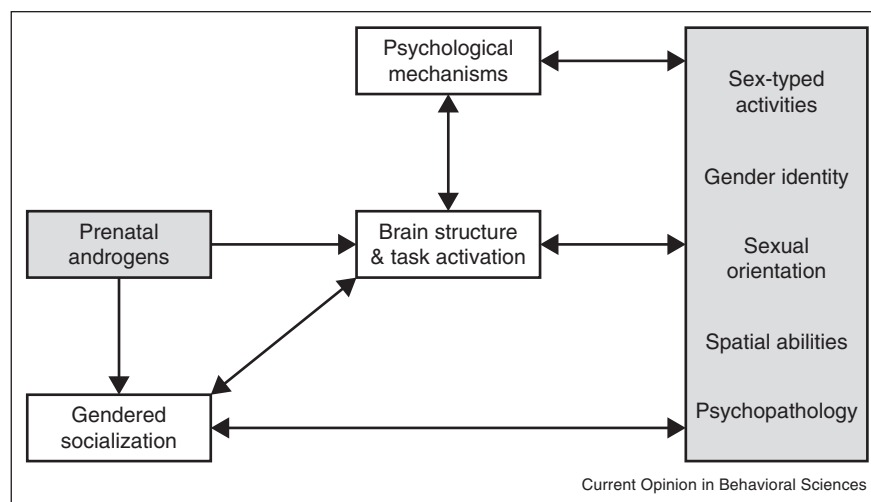 Psychological
mechanisms
Sex-typed
activities
Gender identity
Prenatal
androgens
Brain structure
& task activation
Sexual
orientation
Spatial abilities
Gendered
socialization
Psychopathology
Current Opinion in Behavioral Sciences